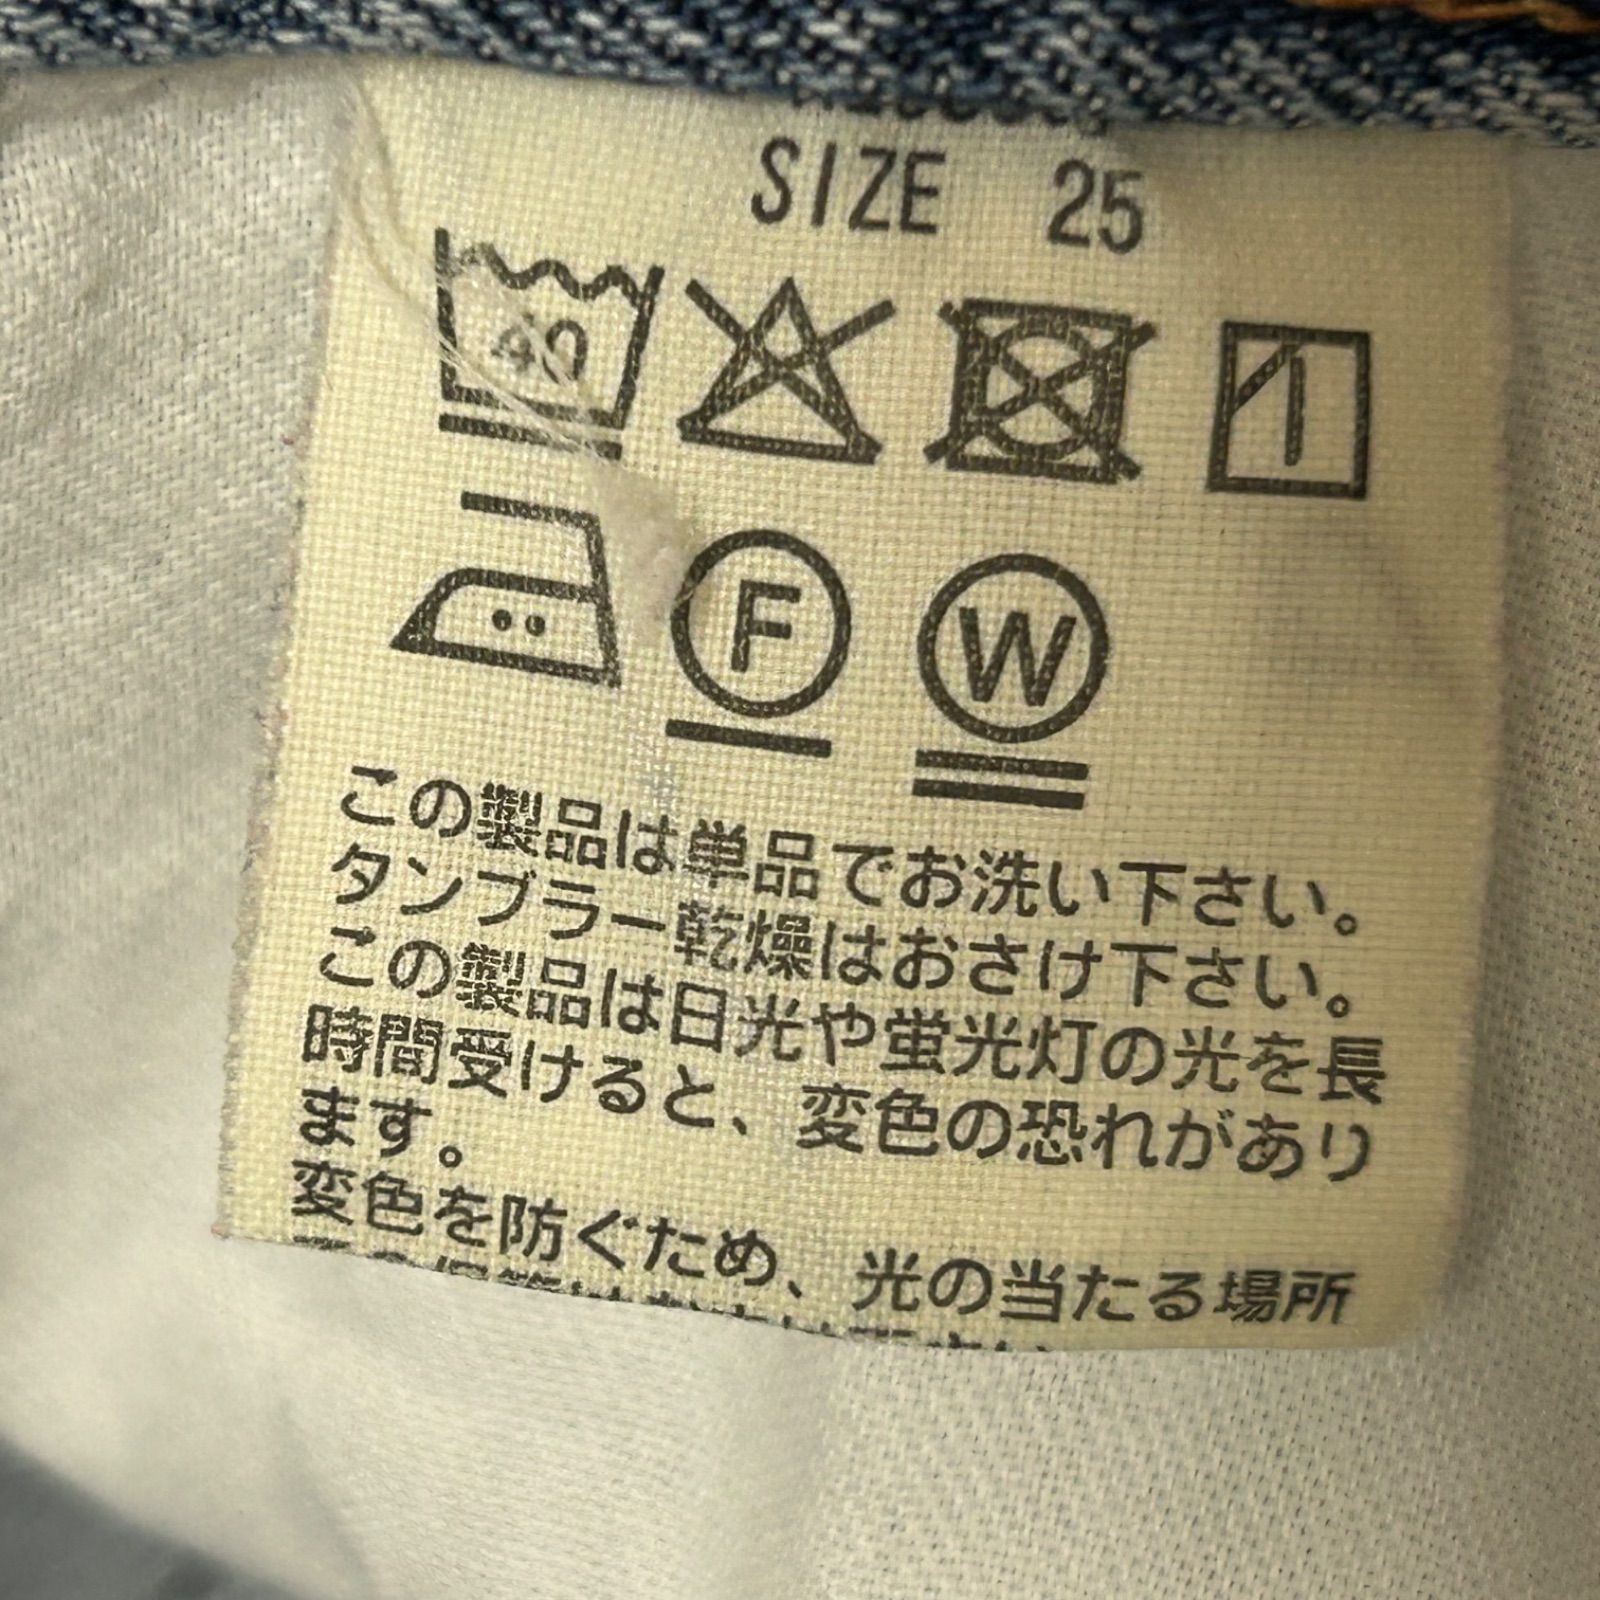 SIZE 25
40
F W
この製品は単品でお洗い下さい。
タンブラー乾燥はおさけ下さい。
この製品は日光や蛍光灯の光を長
時間受けると、変色の恐れがあり
ます。
変色を防ぐため、光の当たる場所